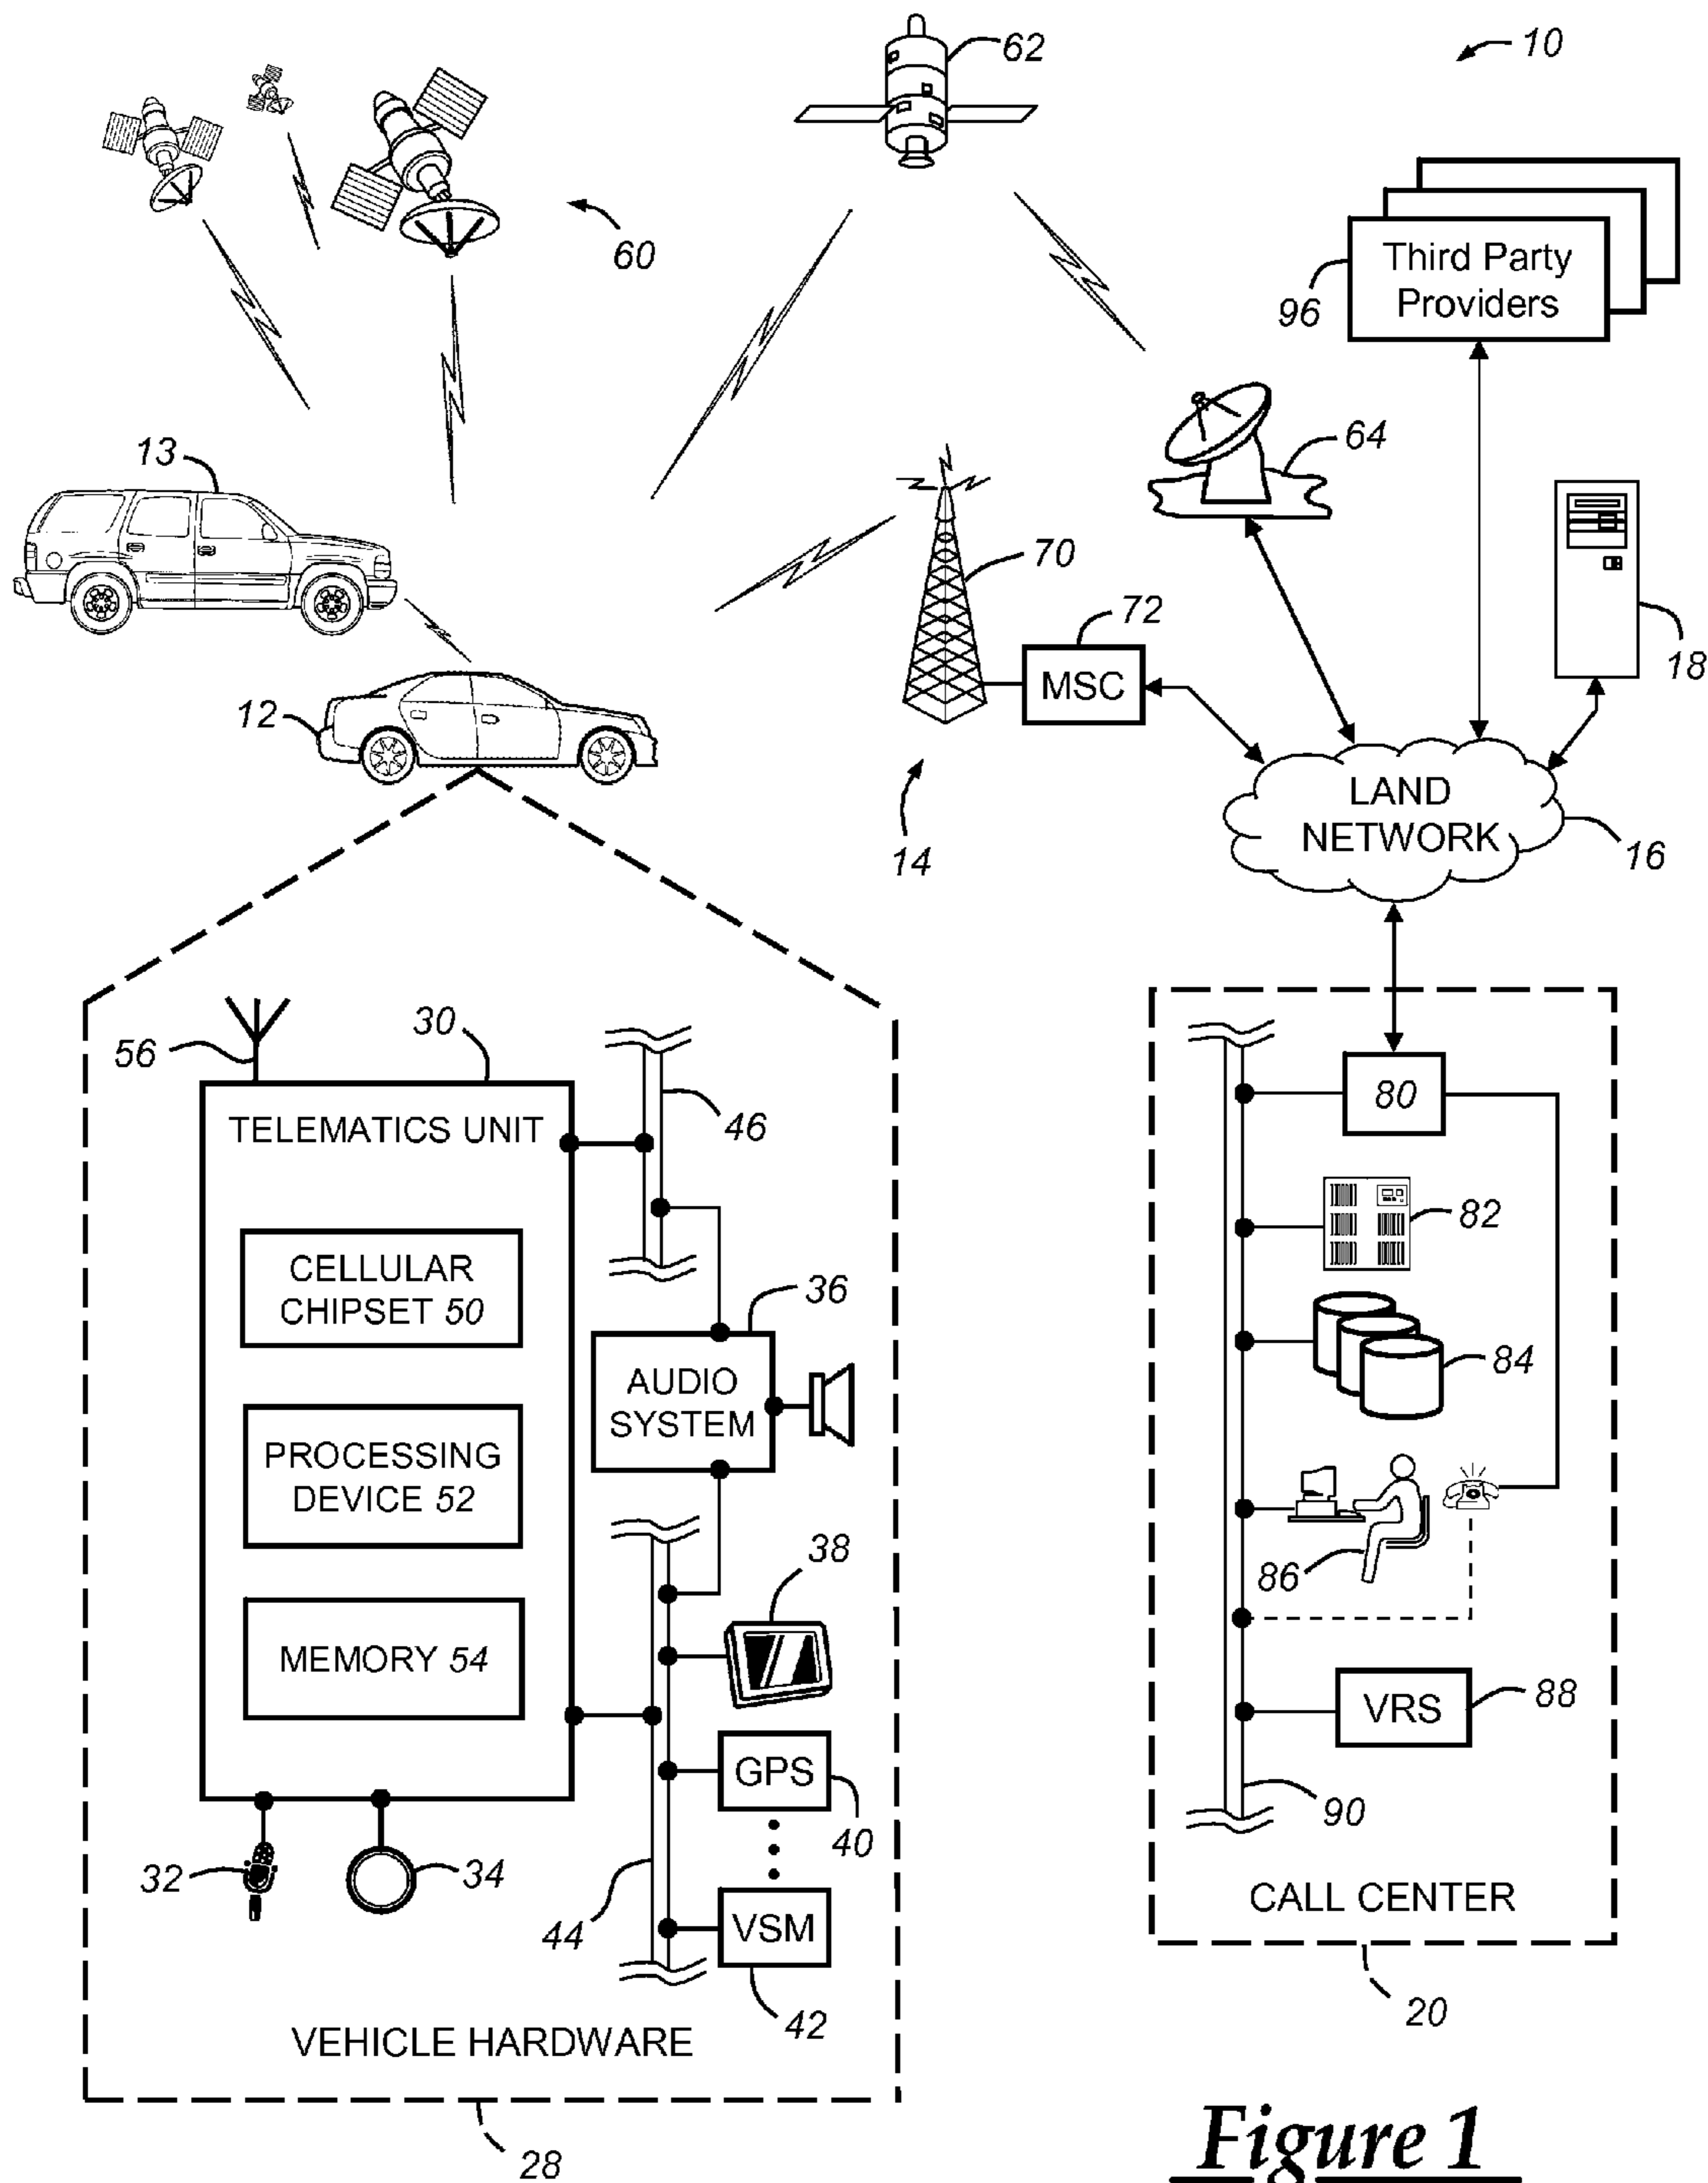 62
10
60
Third Party
Providers
96
13
64
70
72
MSC
18
12
LAND
NETWORK
16
14
56
30
TELEMATICS UNIT
46
CELLULAR
CHIPSET 50
36
AUDIO
SYSTEM
PROCESSING
DEVICE 52
38
MEMORY 54
GPS
40
32
34
44
VSM
42
VEHICLE HARDWARE
28
80
82
84
86
VRS
88
90
CALL CENTER
20
Figure 1